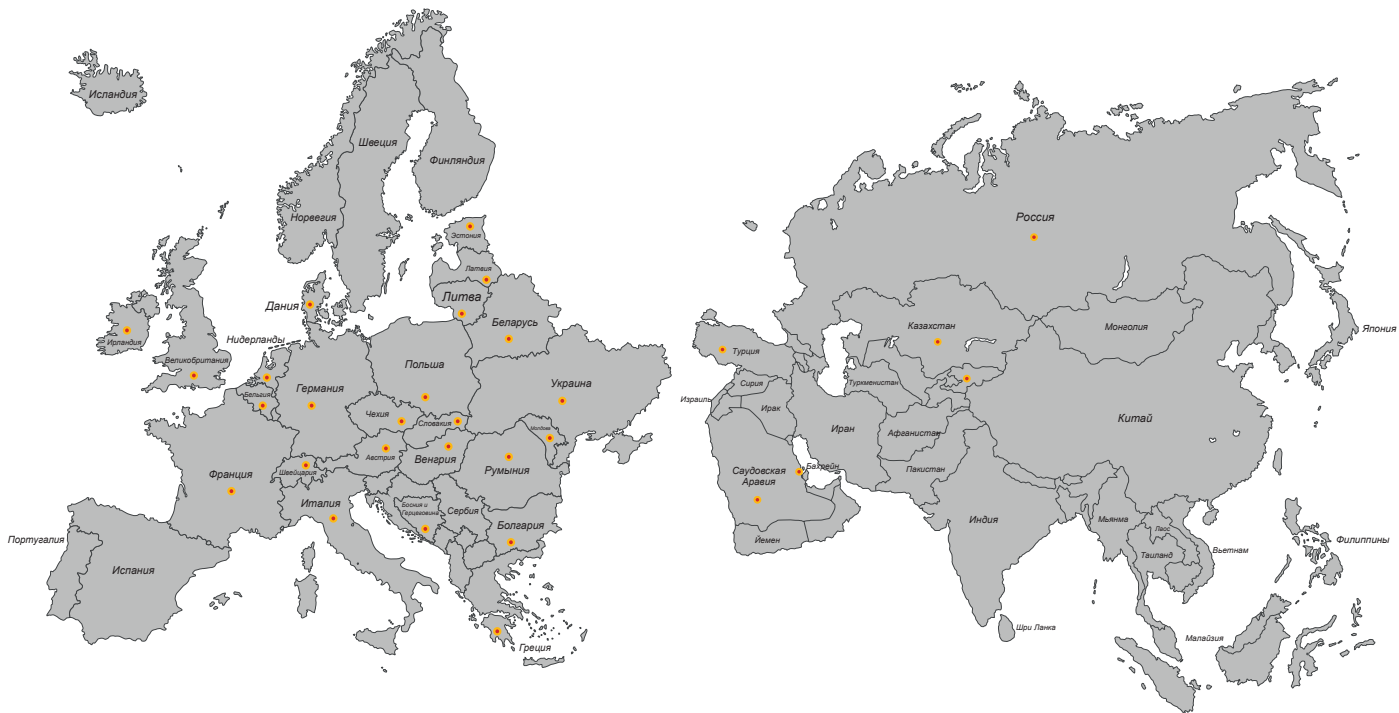 Исландия
Швеция
Финляндия
Норвегия
Эстония
Латвия
Дания
Литва
Беларусь
Ирландия
Нидерланды
Великобритания
Польша
Германия
Украина
Бельгия
Чехия
Словакия
Молдова
Австрия
Венгрия
Румыния
Швейцария
Франция
Италия
Босния и
Герцеговина
Сербия
Болгария
Португалия
Испания
Греция
Россия
Казахстан
Монголия
Япония
Турция
Сирия
Туркменистан
Израиль
Ирак
Иран
Афганистан
Китай
Саудовская
Аравия
Бахрейн
Пакистан
Йемен
Индия
Мьянма
Лаос
Таиланд
Вьетнам
Филиппины
Шри Ланка
Малайзия